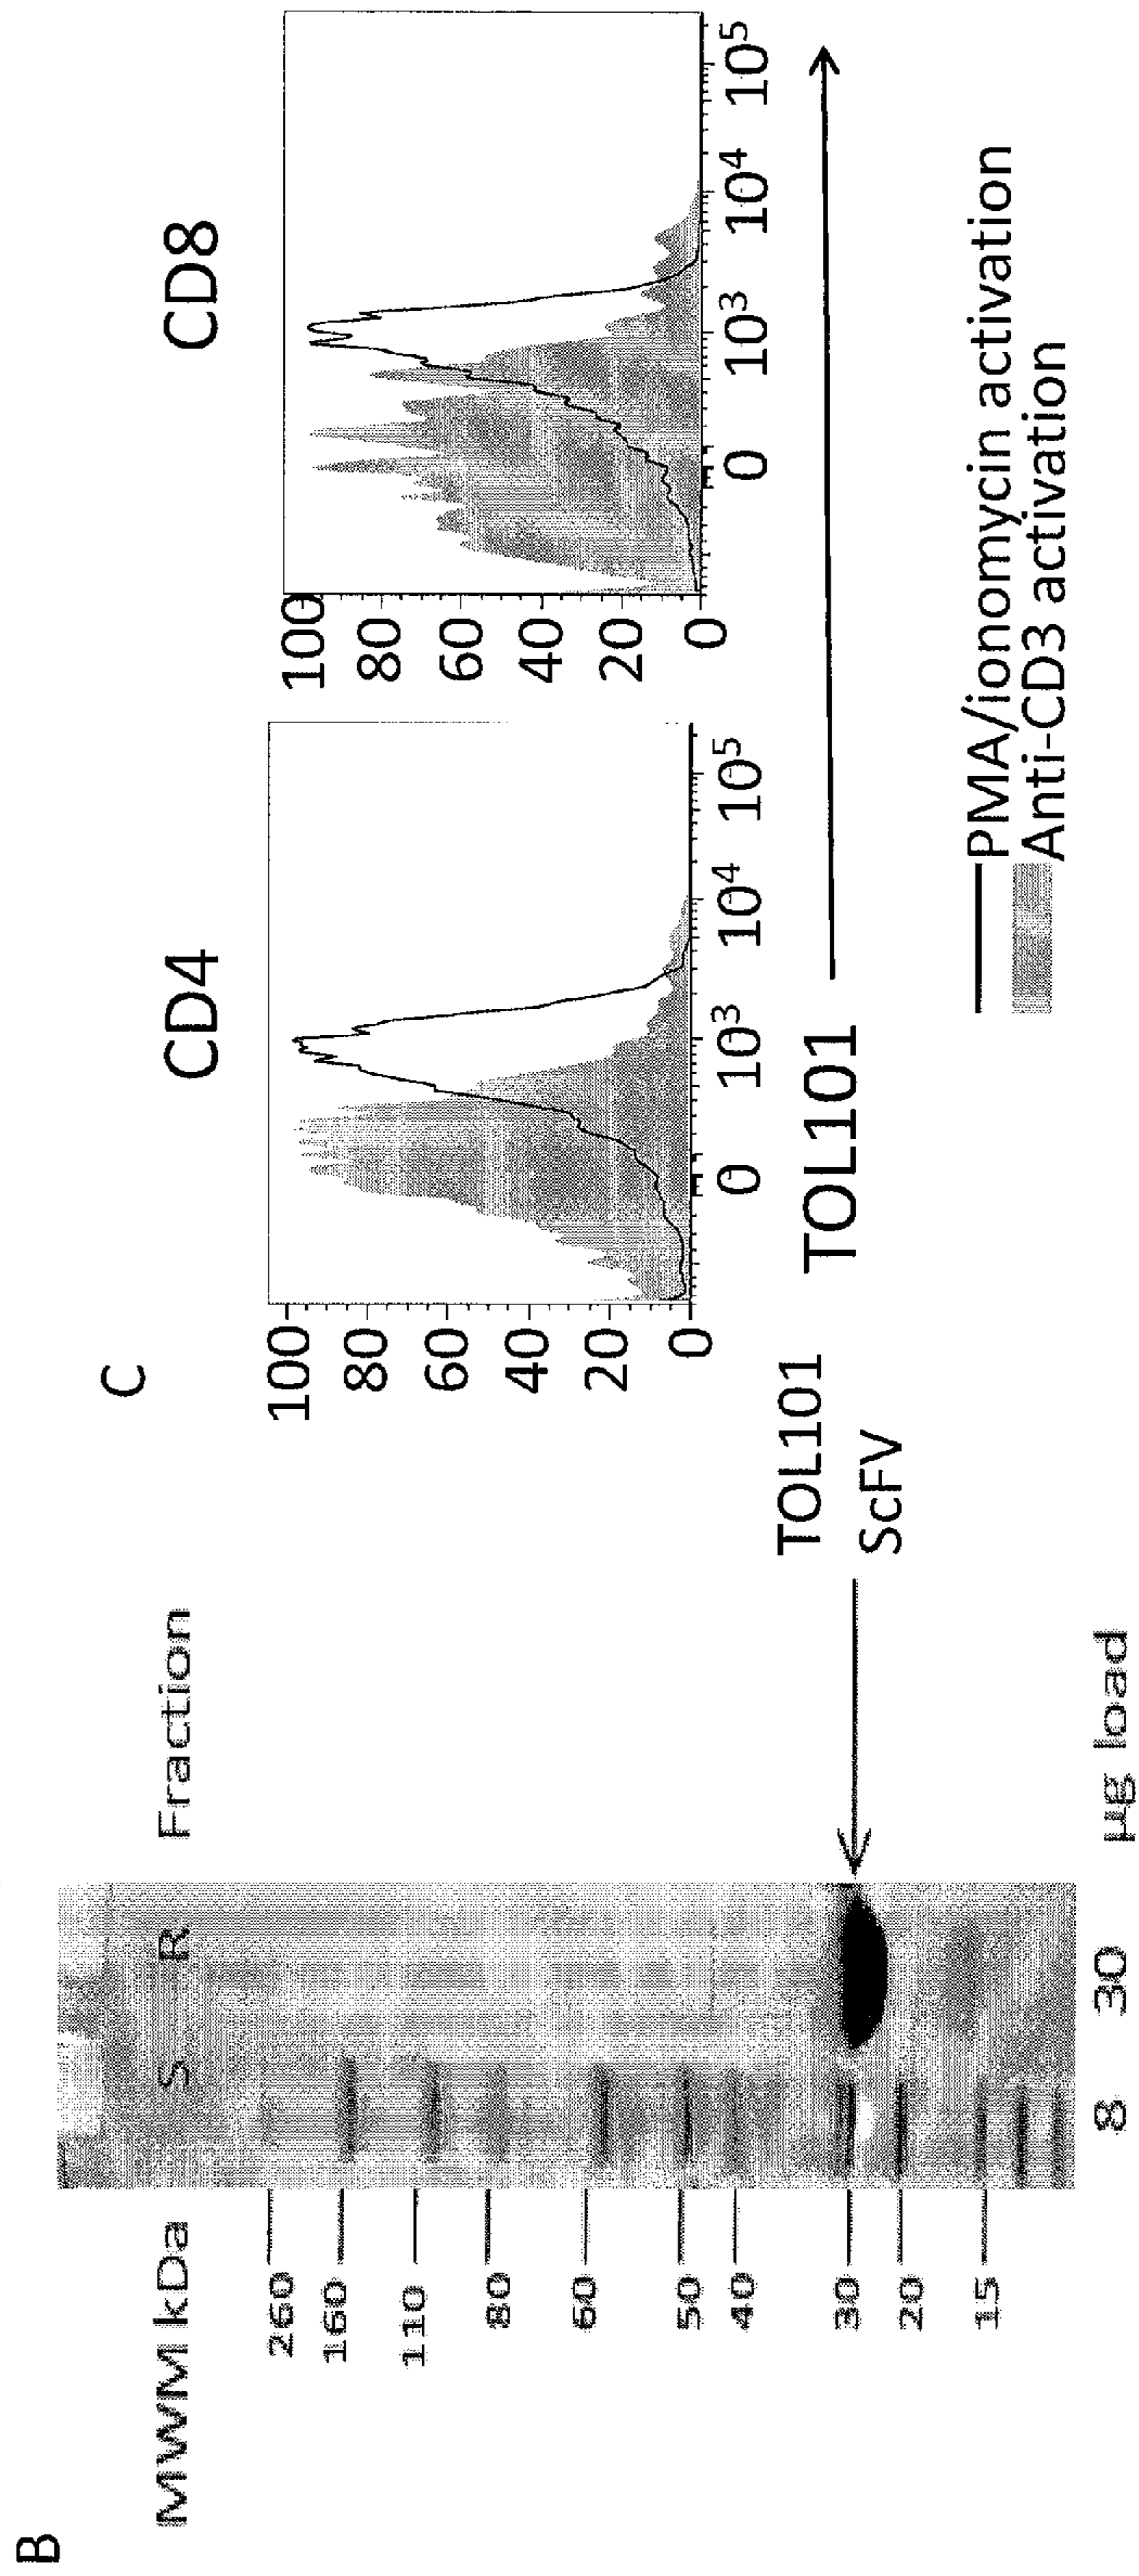 B
MWM kDa
S R Fraction
260
160
110
80
60
50
40
30
20
15
8 30 µg load
TOL101
ScFV
C
CD4
100
80
60
40
20
0
0 10³ 10⁴ 10⁵
CD8
100
80
60
40
20
0
0 10³ 10⁴ 10⁵
TOL101
PMA/ionomycin activation
Anti-CD3 activation